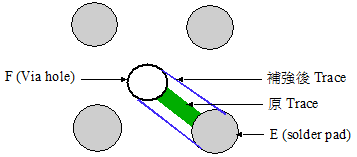 F (Via hole)
補強後 Trace
原 Trace
E (solder pad)